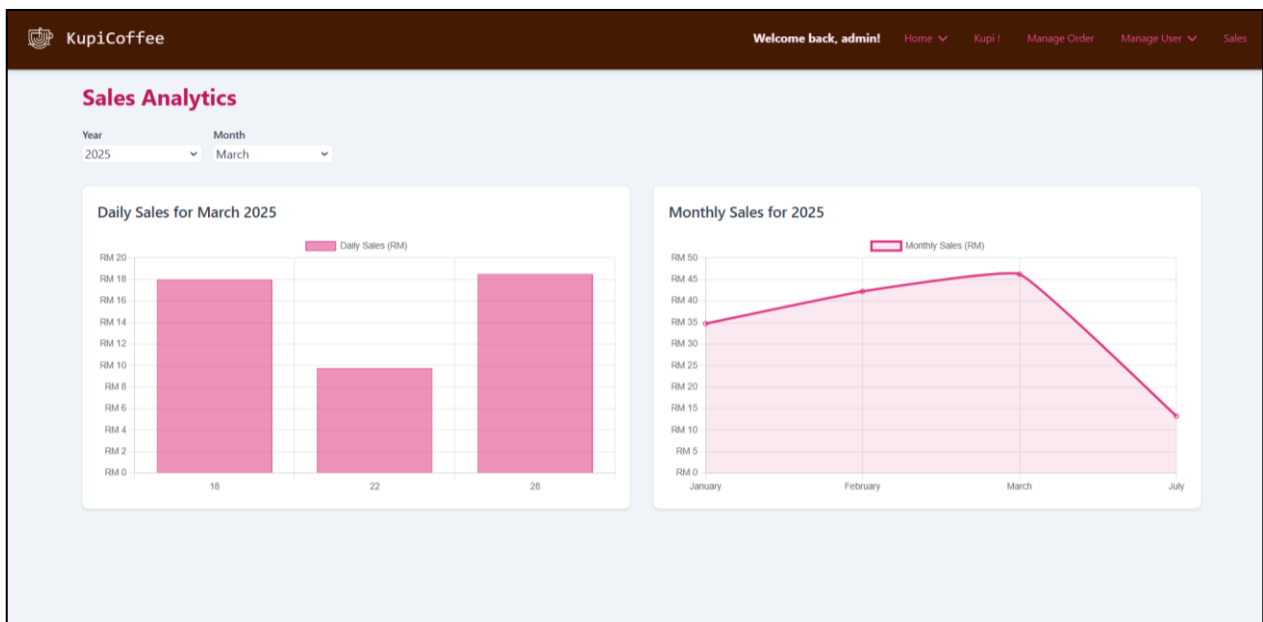 KupiCoffee
Welcome back, admin! Home Kupi ! Manage Order Manage User Sales
Sales Analytics
Year Month
2025 March
Daily Sales for March 2025
Daily Sales (RM)
RM 20
RM 18
RM 16
RM 14
RM 12
RM 10
RM 8
RM 6
RM 4
RM 2
RM 0
18 22 28
Monthly Sales for 2025
Monthly Sales (RM)
RM 50
RM 45
RM 40
RM 35
RM 30
RM 25
RM 20
RM 15
RM 10
RM 5
RM 0
January February March July